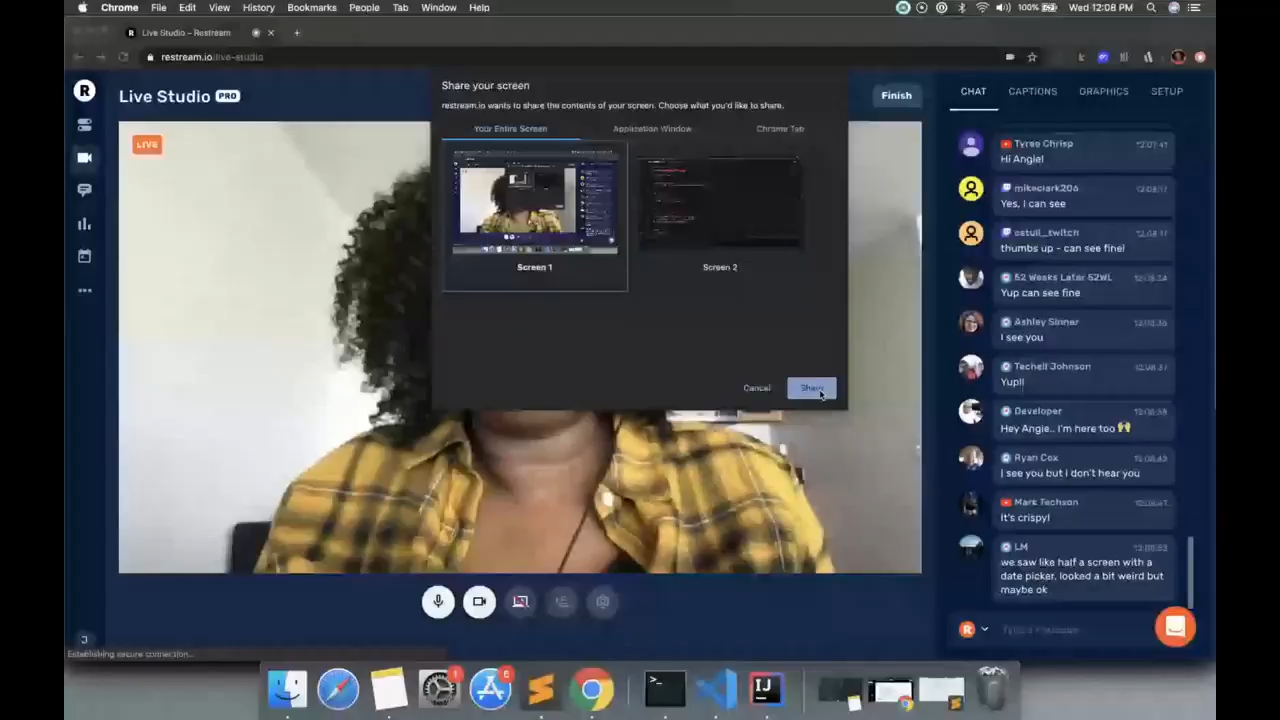 Chrome File Edit View History Bookmarks People Tab Window Help 100% Wed 12:08 PM
R Live Studio – Restream
restream.io/live-studio
R Live Studio PRO
Finish
CHAT CAPTIONS GRAPHICS SETUP
LIVE
Share your screen
restream.io wants to share the contents of your screen. Choose what you'd like to share.
Your Entire Screen Application Window Chrome Tab
Screen 1 Screen 2
Cancel Share
Tyree Chrisp
Hi Angie!
mikeclark206
Yes, I can see
cstull_twitch
thumbs up - can see fine!
52 Weeks Later 52WL
Yup can see fine
Ashley Sinner
I see you
Techell Johnson
Yup!!
Developer
Hey Angie.. I'm here too 🙌
Ryan Cox
I see you but I don't hear you
Mark Techson
It's crispy!
LM
we saw like half a screen with a
date picker, looked a bit weird but
maybe ok
R
Establishing secure connection...
1
6
IJ